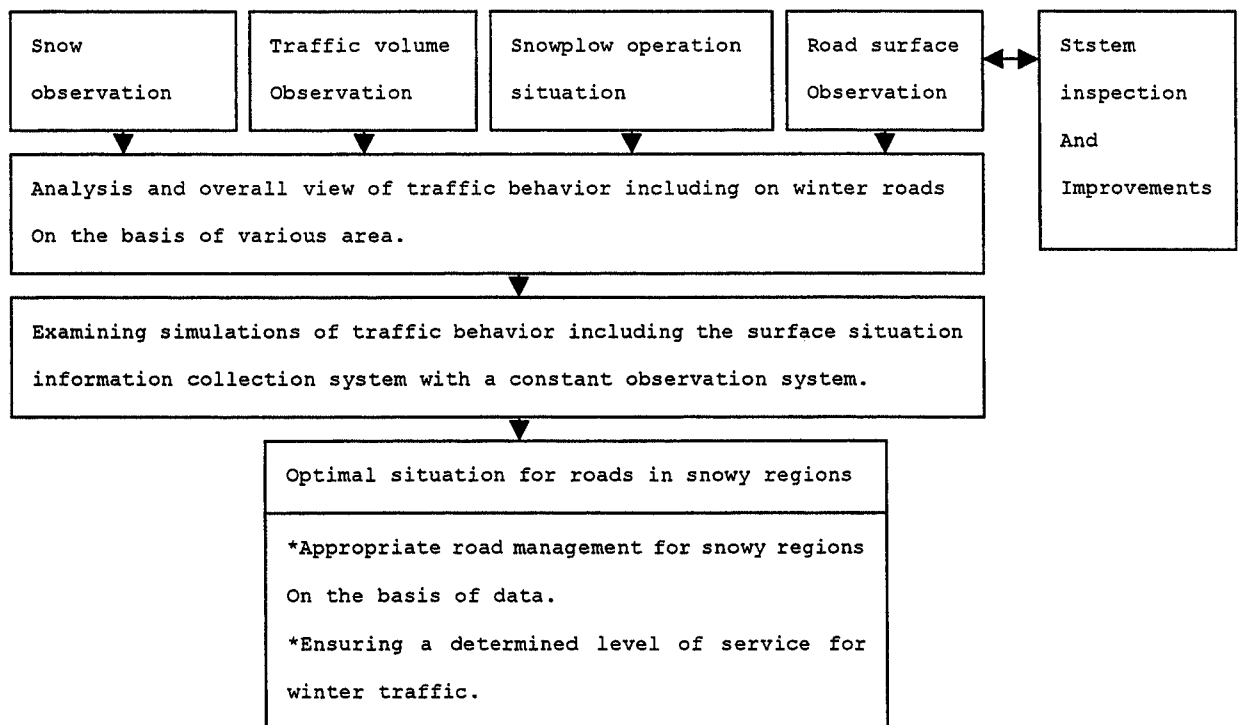 Snow
observation
Traffic volume
Observation
Snowplow operation
situation
Road surface
Observation
Ststem
inspection
And
Improvements
Analysis and overall view of traffic behavior including on winter roads
On the basis of various area.
Examining simulations of traffic behavior including the surface situation
information collection system with a constant observation system.
Optimal situation for roads in snowy regions
*Appropriate road management for snowy regions
On the basis of data.
*Ensuring a determined level of service for
winter traffic.